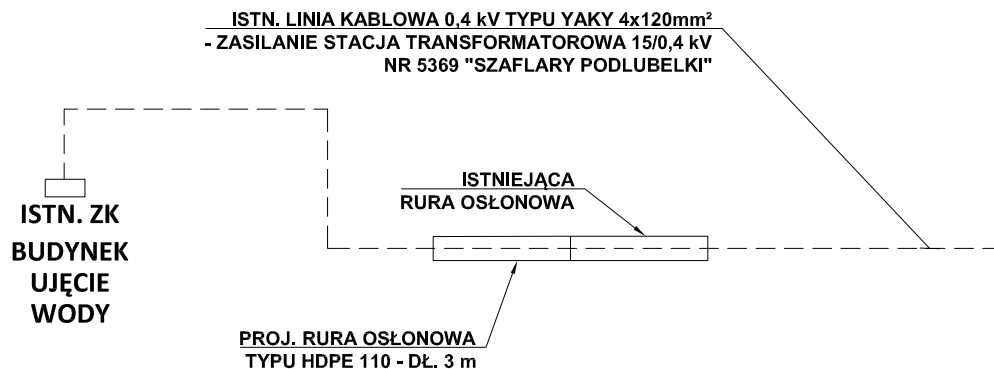 ISTN. LINIA KABLOWA 0,4 kV TYPU YAKY 4x120mm²
- ZASILANIE STACJA TRANSFORMATOROWA 15/0,4 kV
NR 5369 "SZAFLARY PODLUBELKI"
ISTNIEJĄCA
RURA OSŁONOWA
ISTN. ZK
BUDYNEK
UJĘCIE
WODY
PROJ. RURA OSŁONOWA
TYPU HDPE 110 - DŁ. 3 m